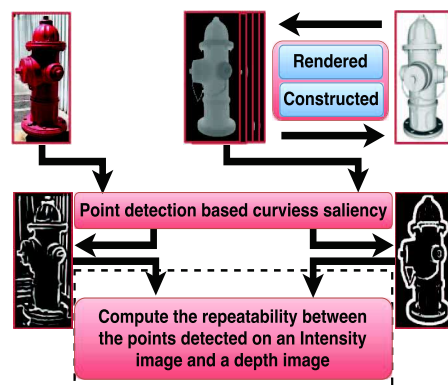 Rendered
Constructed
Point detection based curviess saliency
Compute the repeatability between
the points detected on an Intensity
image and a depth image